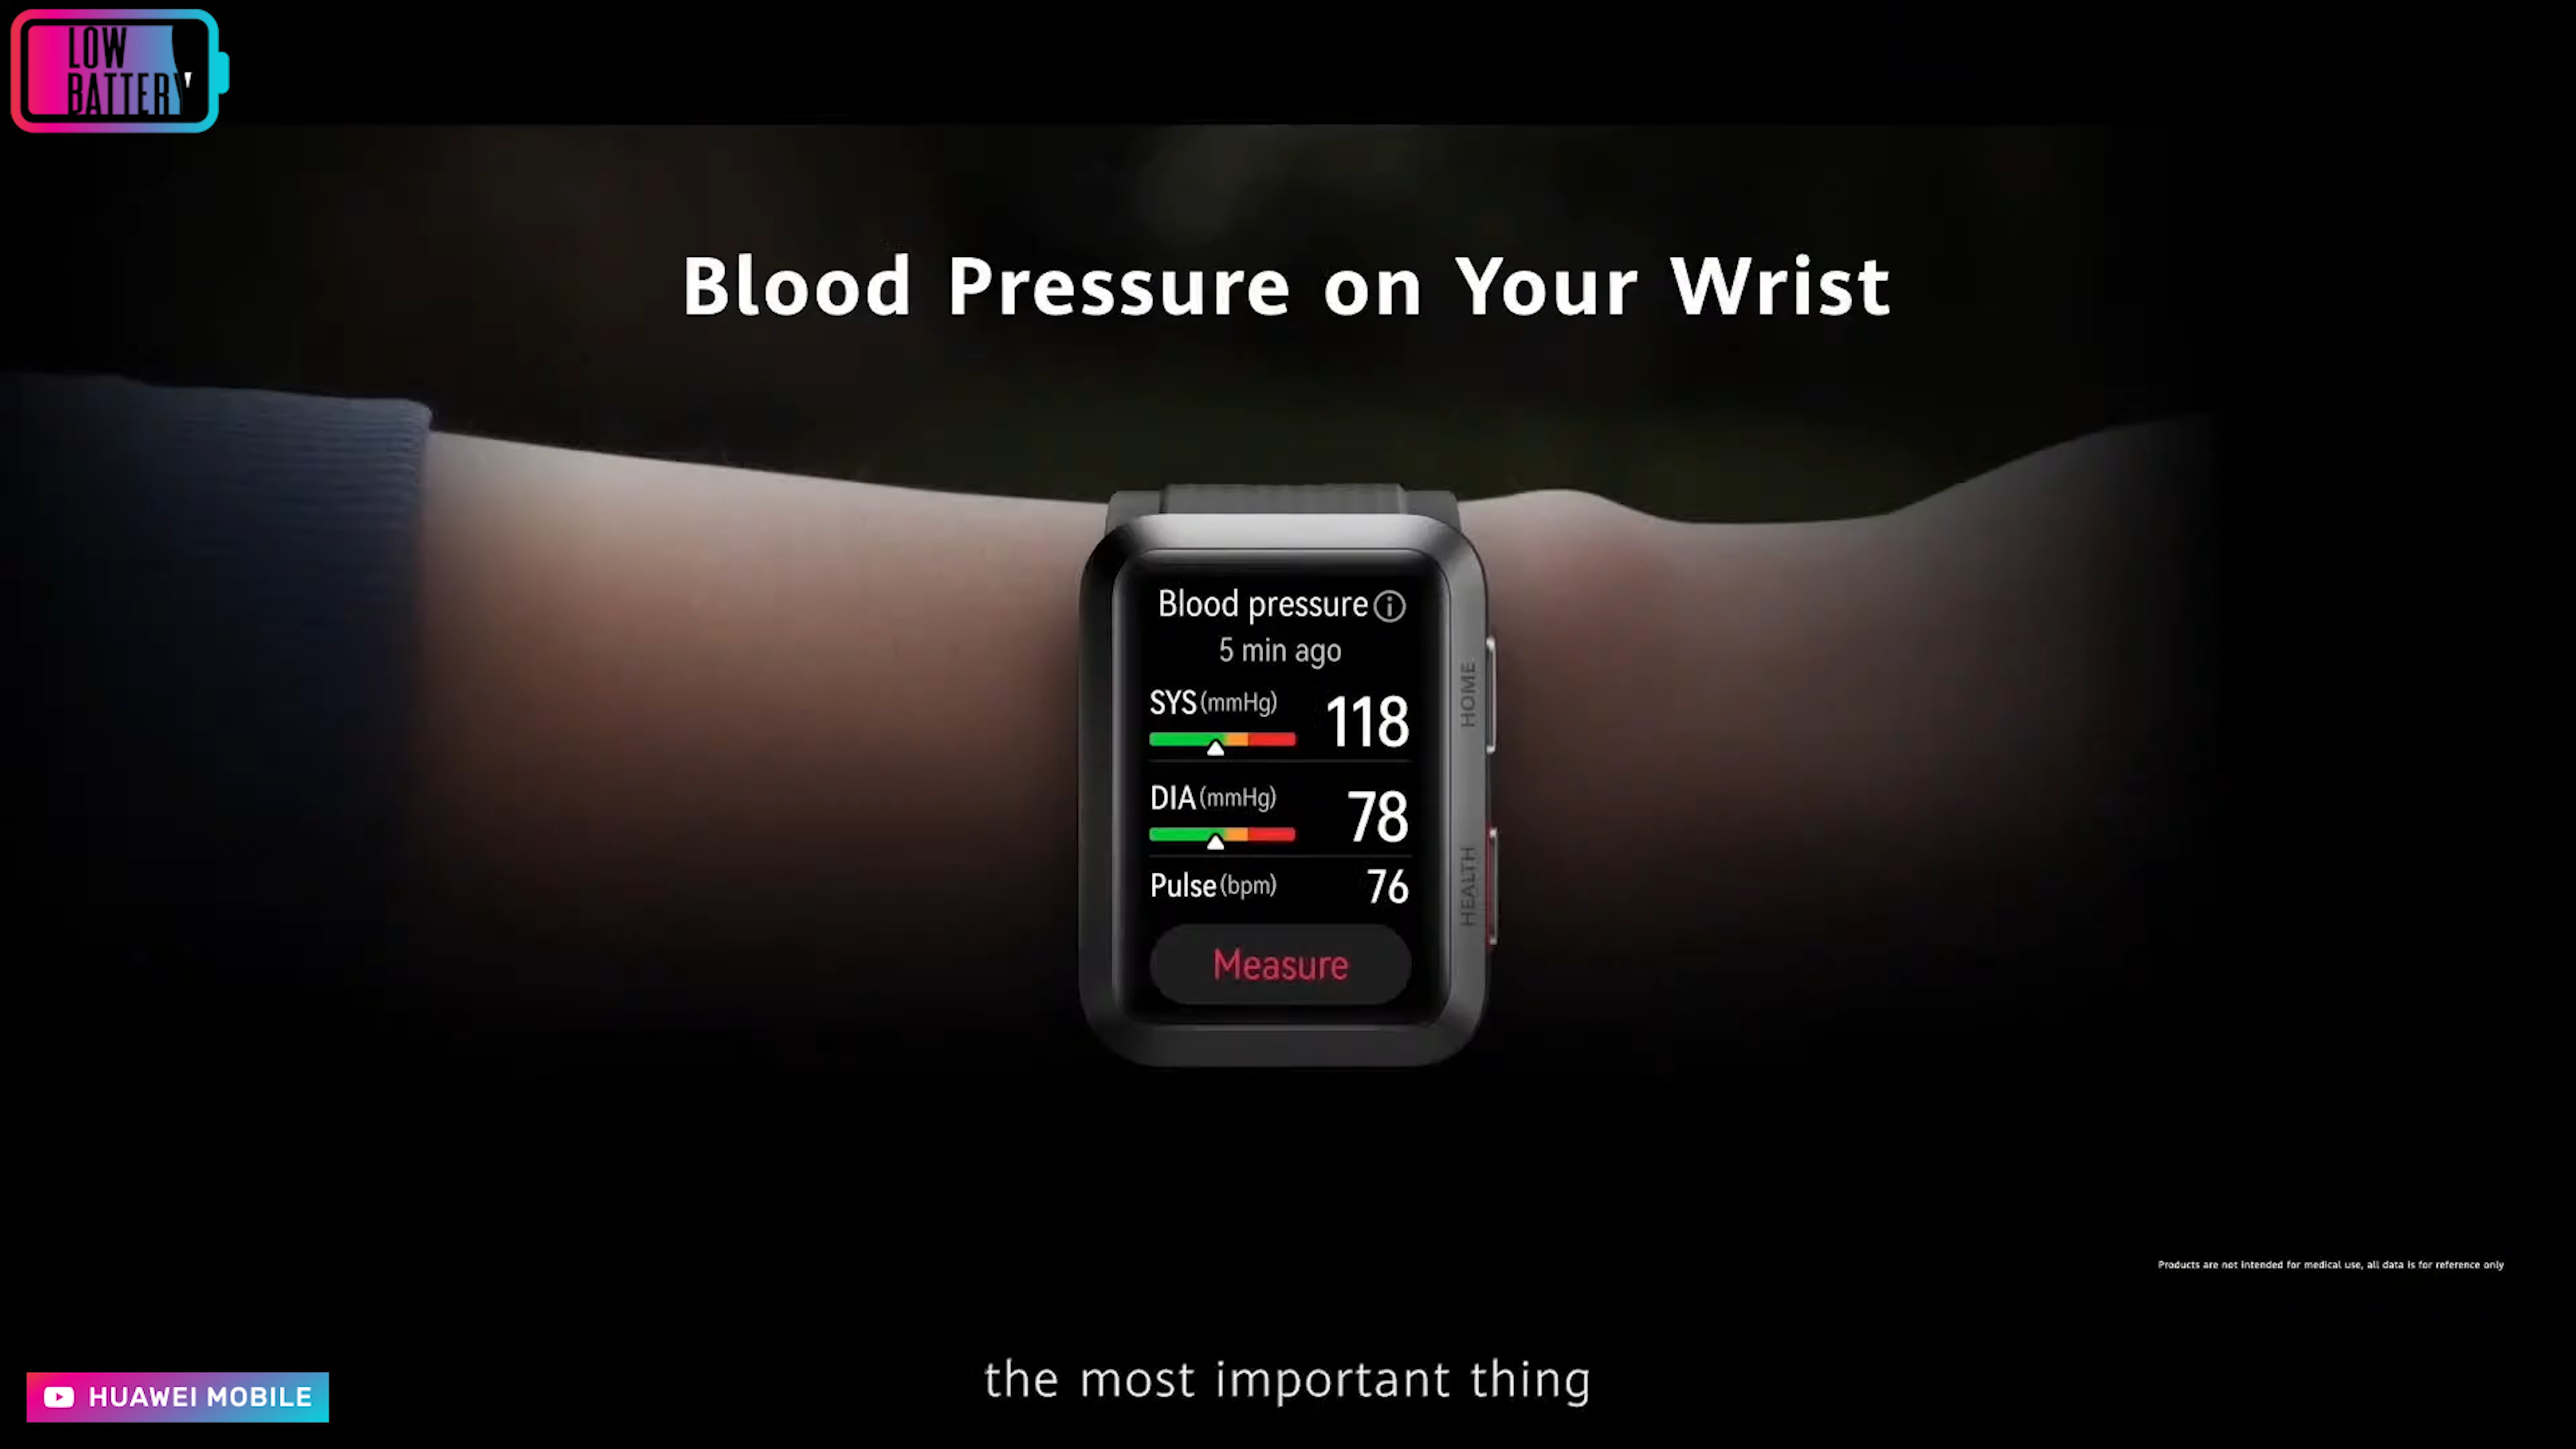 LOW
BATTERY
Blood Pressure on Your Wrist
Blood pressure
5 min ago
SYS(mmHg) 118
DIA(mmHg) 78
Pulse(bpm) 76
Measure
HOME
HEALTH
Products are not intended for medical use, all data is for reference only
the most important thing
HUAWEI MOBILE